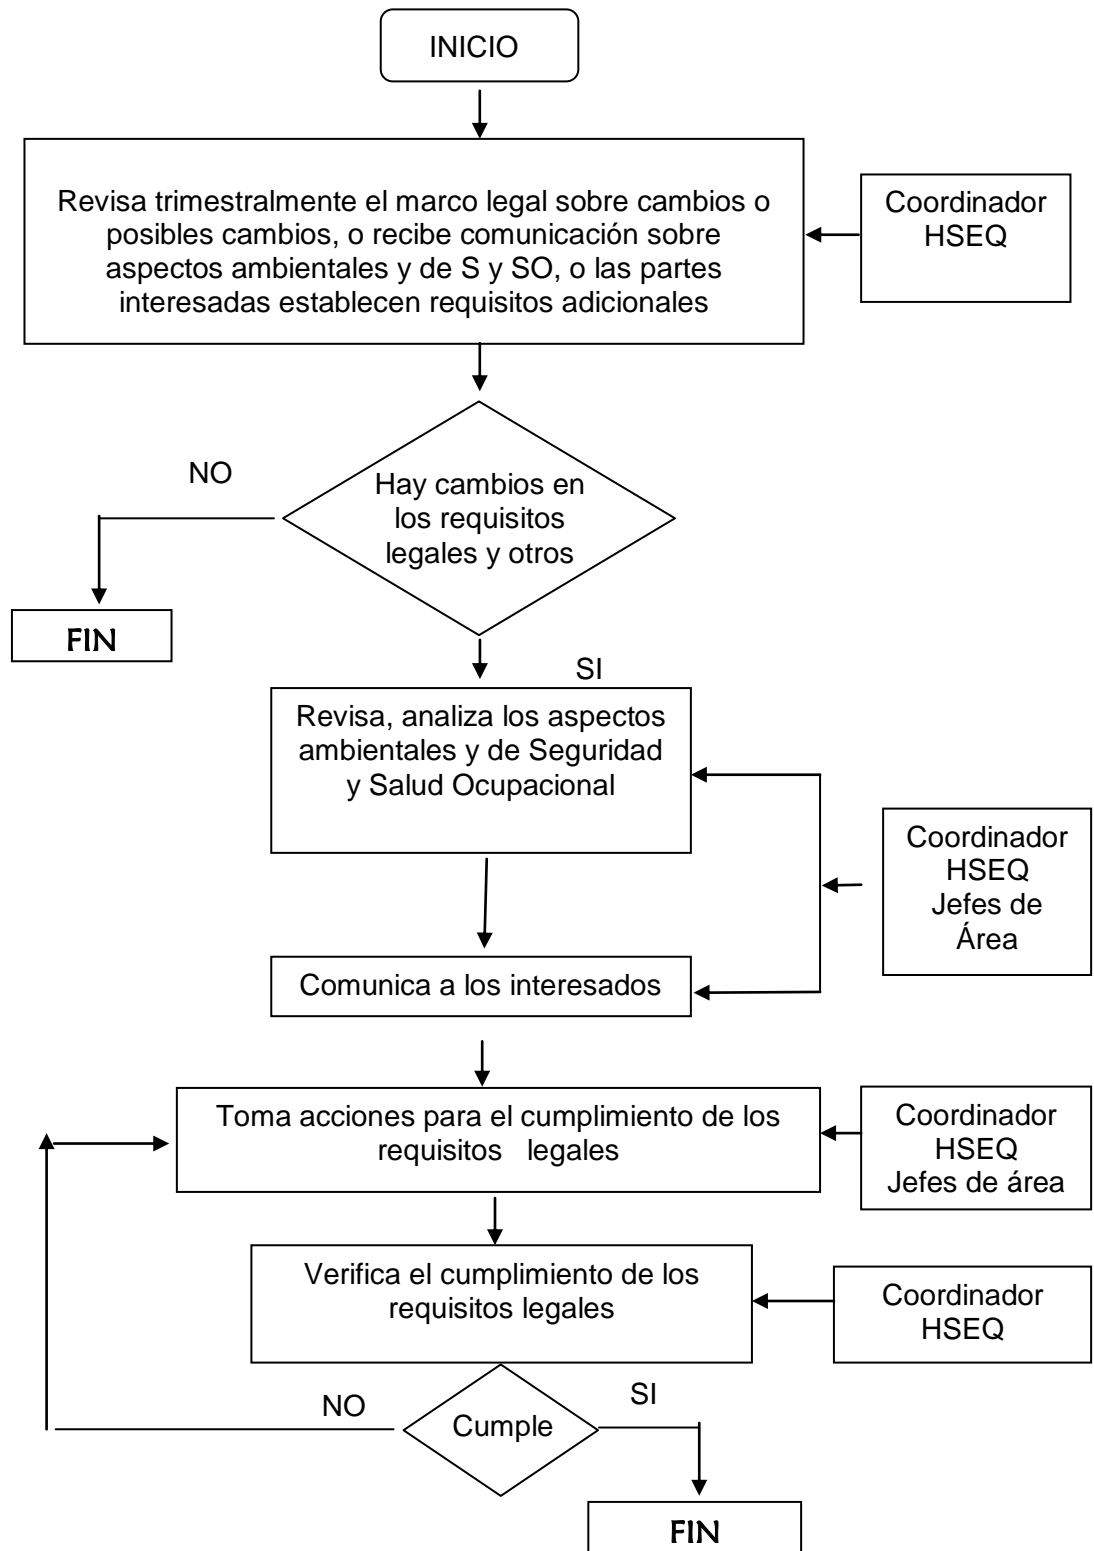 INICIO
Revisa trimestralmente el marco legal sobre cambios o
posibles cambios, o recibe comunicación sobre
aspectos ambientales y de S y SO, o las partes
interesadas establecen requisitos adicionales
Coordinador
HSEQ
NO
Hay cambios en
los requisitos
legales y otros
FIN
SI
Revisa, analiza los aspectos
ambientales y de Seguridad
y Salud Ocupacional
Coordinador
HSEQ
Jefes de
Área
Comunica a los interesados
Toma acciones para el cumplimiento de los
requisitos legales
Coordinador
HSEQ
Jefes de área
Verifica el cumplimiento de los
requisitos legales
Coordinador
HSEQ
NO
Cumple
SI
FIN